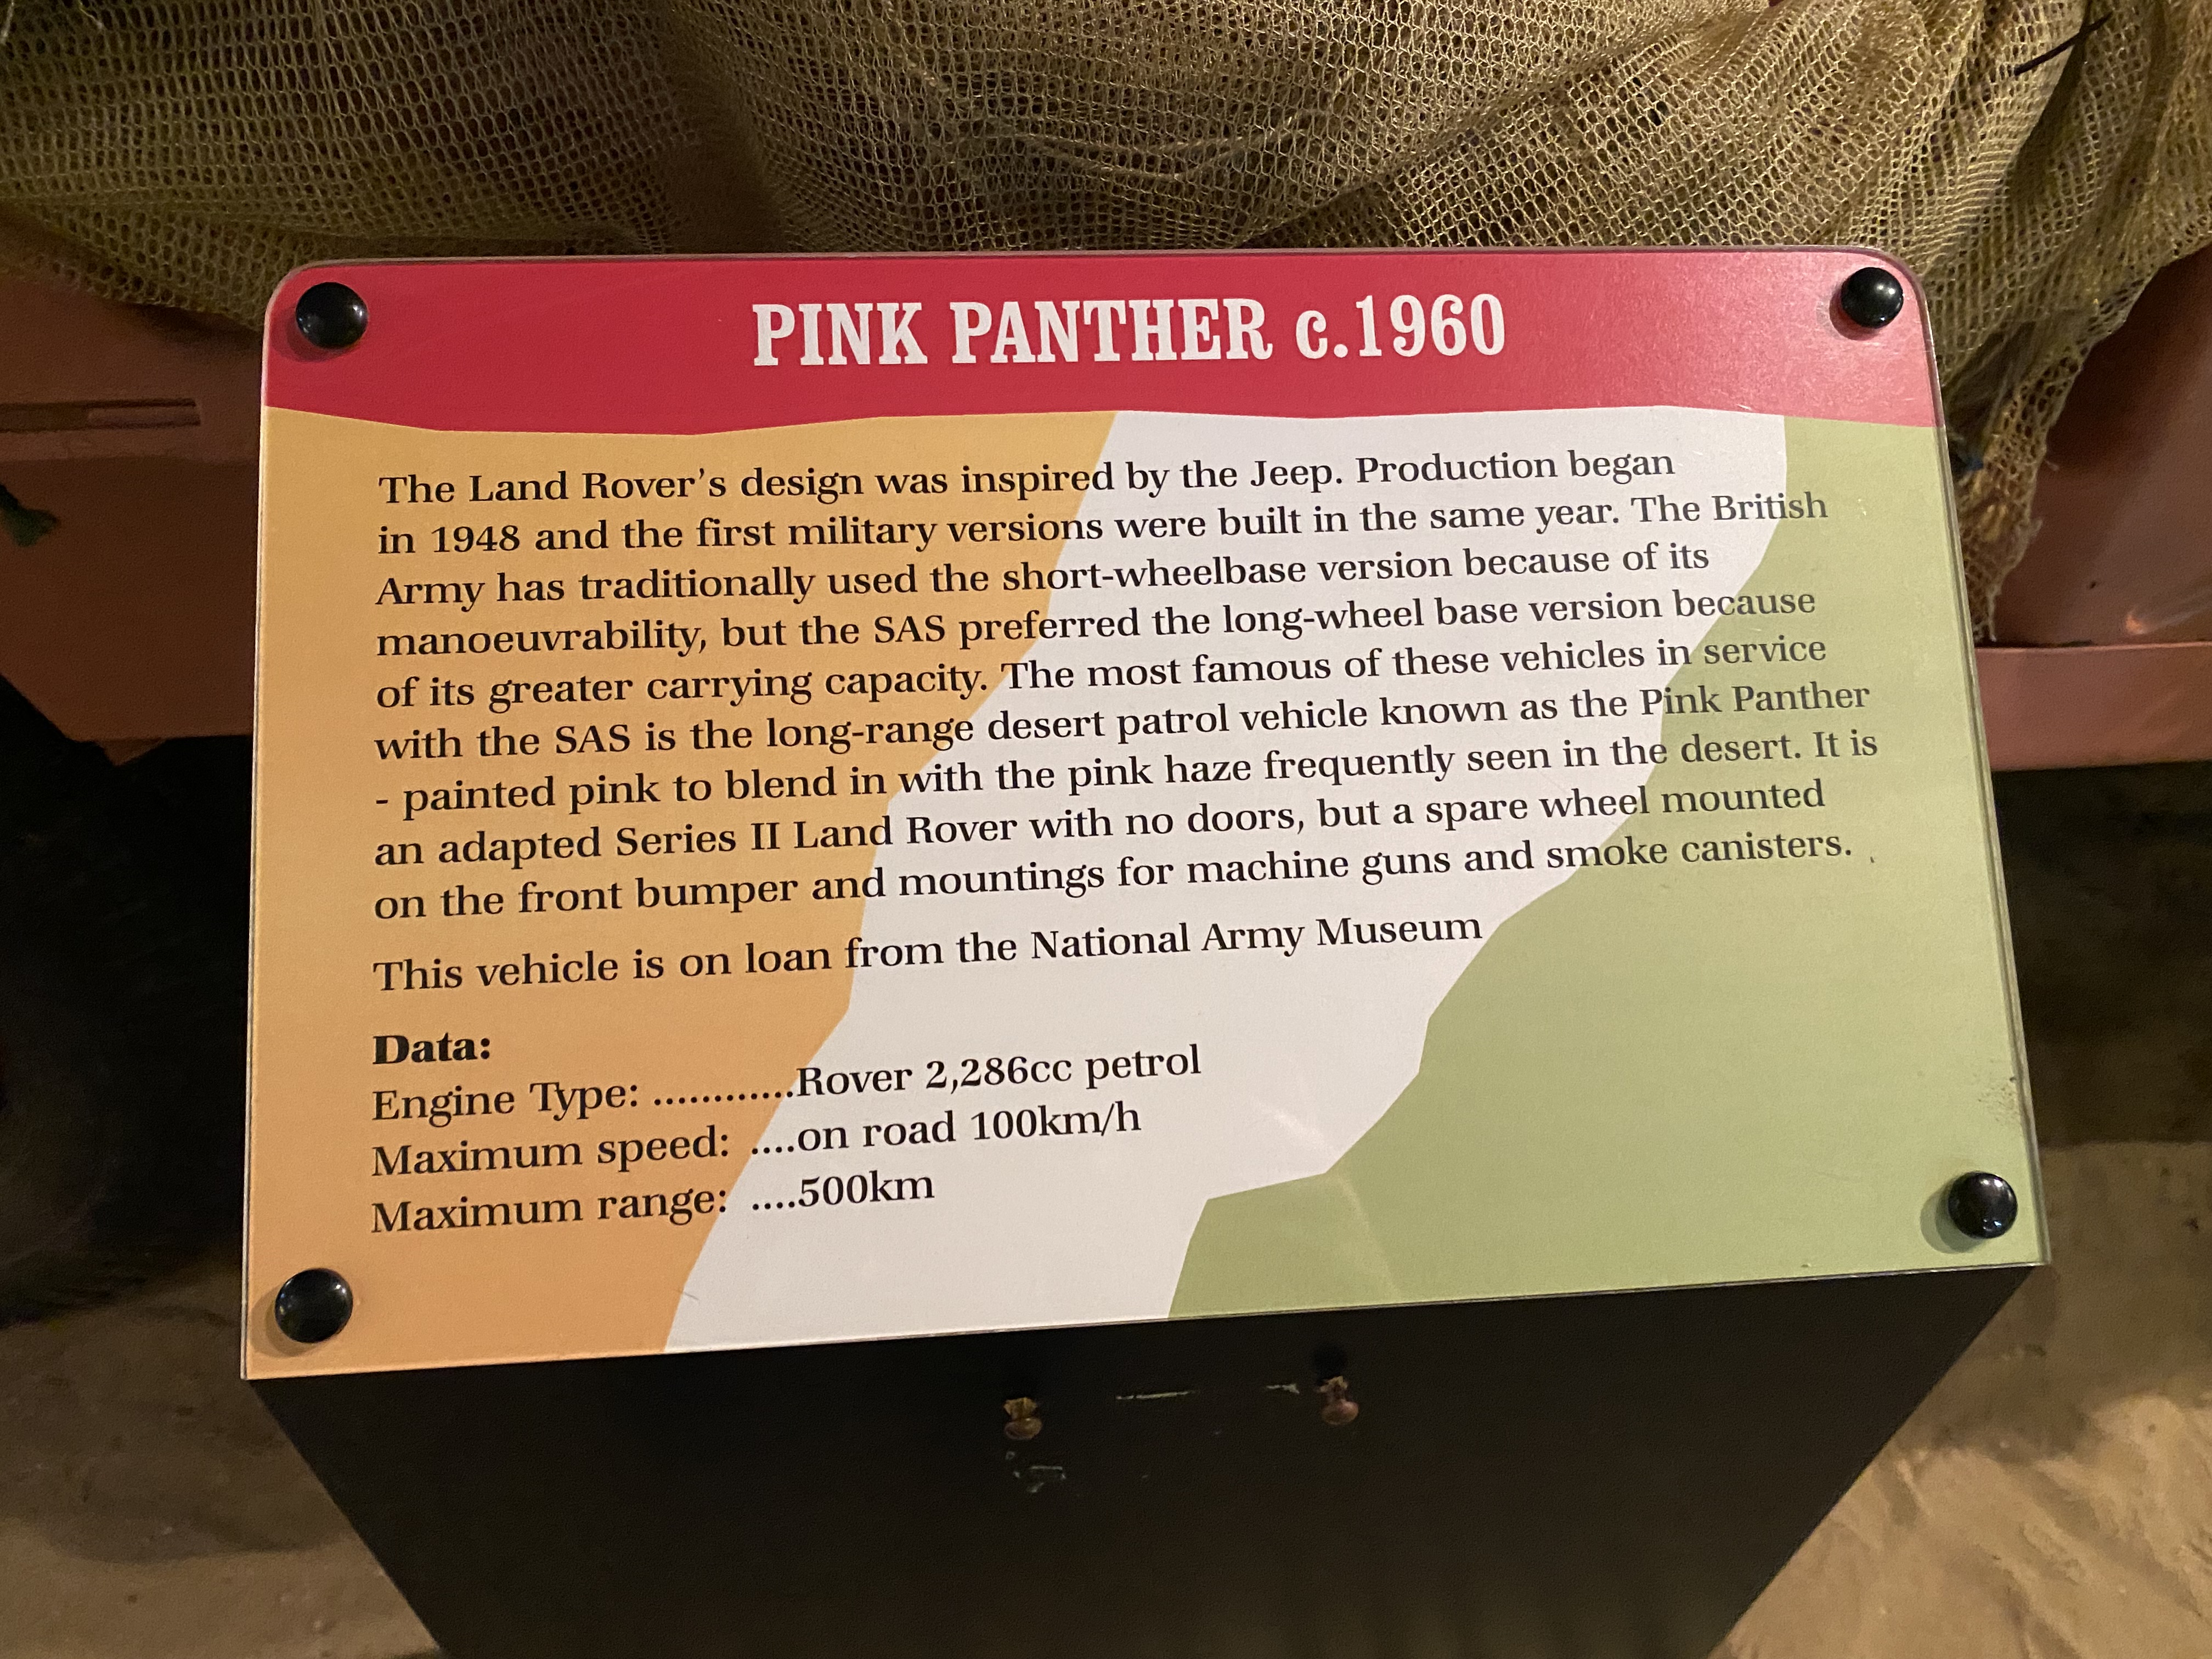 PINK PANTHER c.1960
The Land Rover's design was inspired by the Jeep. Production began
in 1948 and the first military versions were built in the same year. The British
Army has traditionally used the short-wheelbase version because of its
manoeuvrability, but the SAS preferred the long-wheel base version because
of its greater carrying capacity. The most famous of these vehicles in service
with the SAS is the long-range desert patrol vehicle known as the Pink Panther
- painted pink to blend in with the pink haze frequently seen in the desert. It is
an adapted Series II Land Rover with no doors, but a spare wheel mounted
on the front bumper and mountings for machine guns and smoke canisters.
This vehicle is on loan from the National Army Museum
Data:
Engine Type: ............Rover 2,286cc petrol
Maximum speed: ....on road 100km/h
Maximum range: ....500km